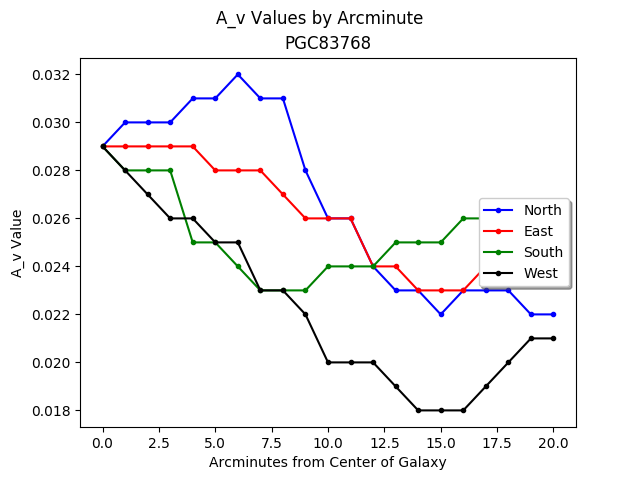 A_v Values by Arcminute
PGC83768
0.032
0.030
0.028
0.026
0.024
0.022
0.020
0.018
A_v Value
North
East
South
West
0.0 2.5 5.0 7.5 10.0 12.5 15.0 17.5 20.0
Arcminutes from Center of Galaxy